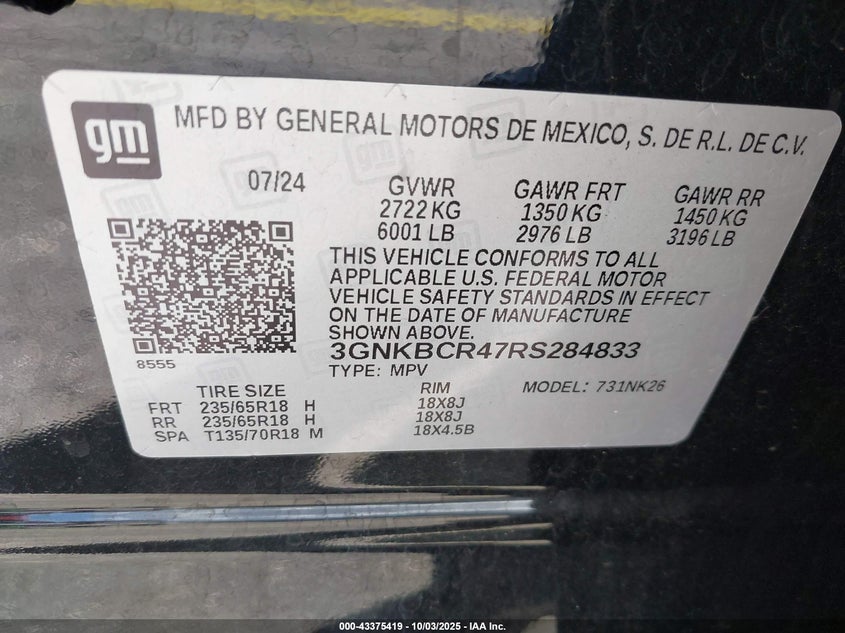 gm
MFD BY GENERAL MOTORS DE MEXICO, S. DE R.L. DE C.V.
07/24 GVWR GAWR FRT GAWR RR
2722 KG 1350 KG 1450 KG
6001 LB 2976 LB 3196 LB
THIS VEHICLE CONFORMS TO ALL
APPLICABLE U.S. FEDERAL MOTOR
VEHICLE SAFETY STANDARDS IN EFFECT
ON THE DATE OF MANUFACTURE
SHOWN ABOVE.
3GNKBCR47RS284833
8555
TYPE: MPV
TIRE SIZE RIM MODEL: 731NK26
FRT 235/65R18 H 18X8J
RR 235/65R18 H 18X8J
SPA T135/70R18 M 18X4.5B
000-43375419 | 10/03/2025 - IAA Inc.